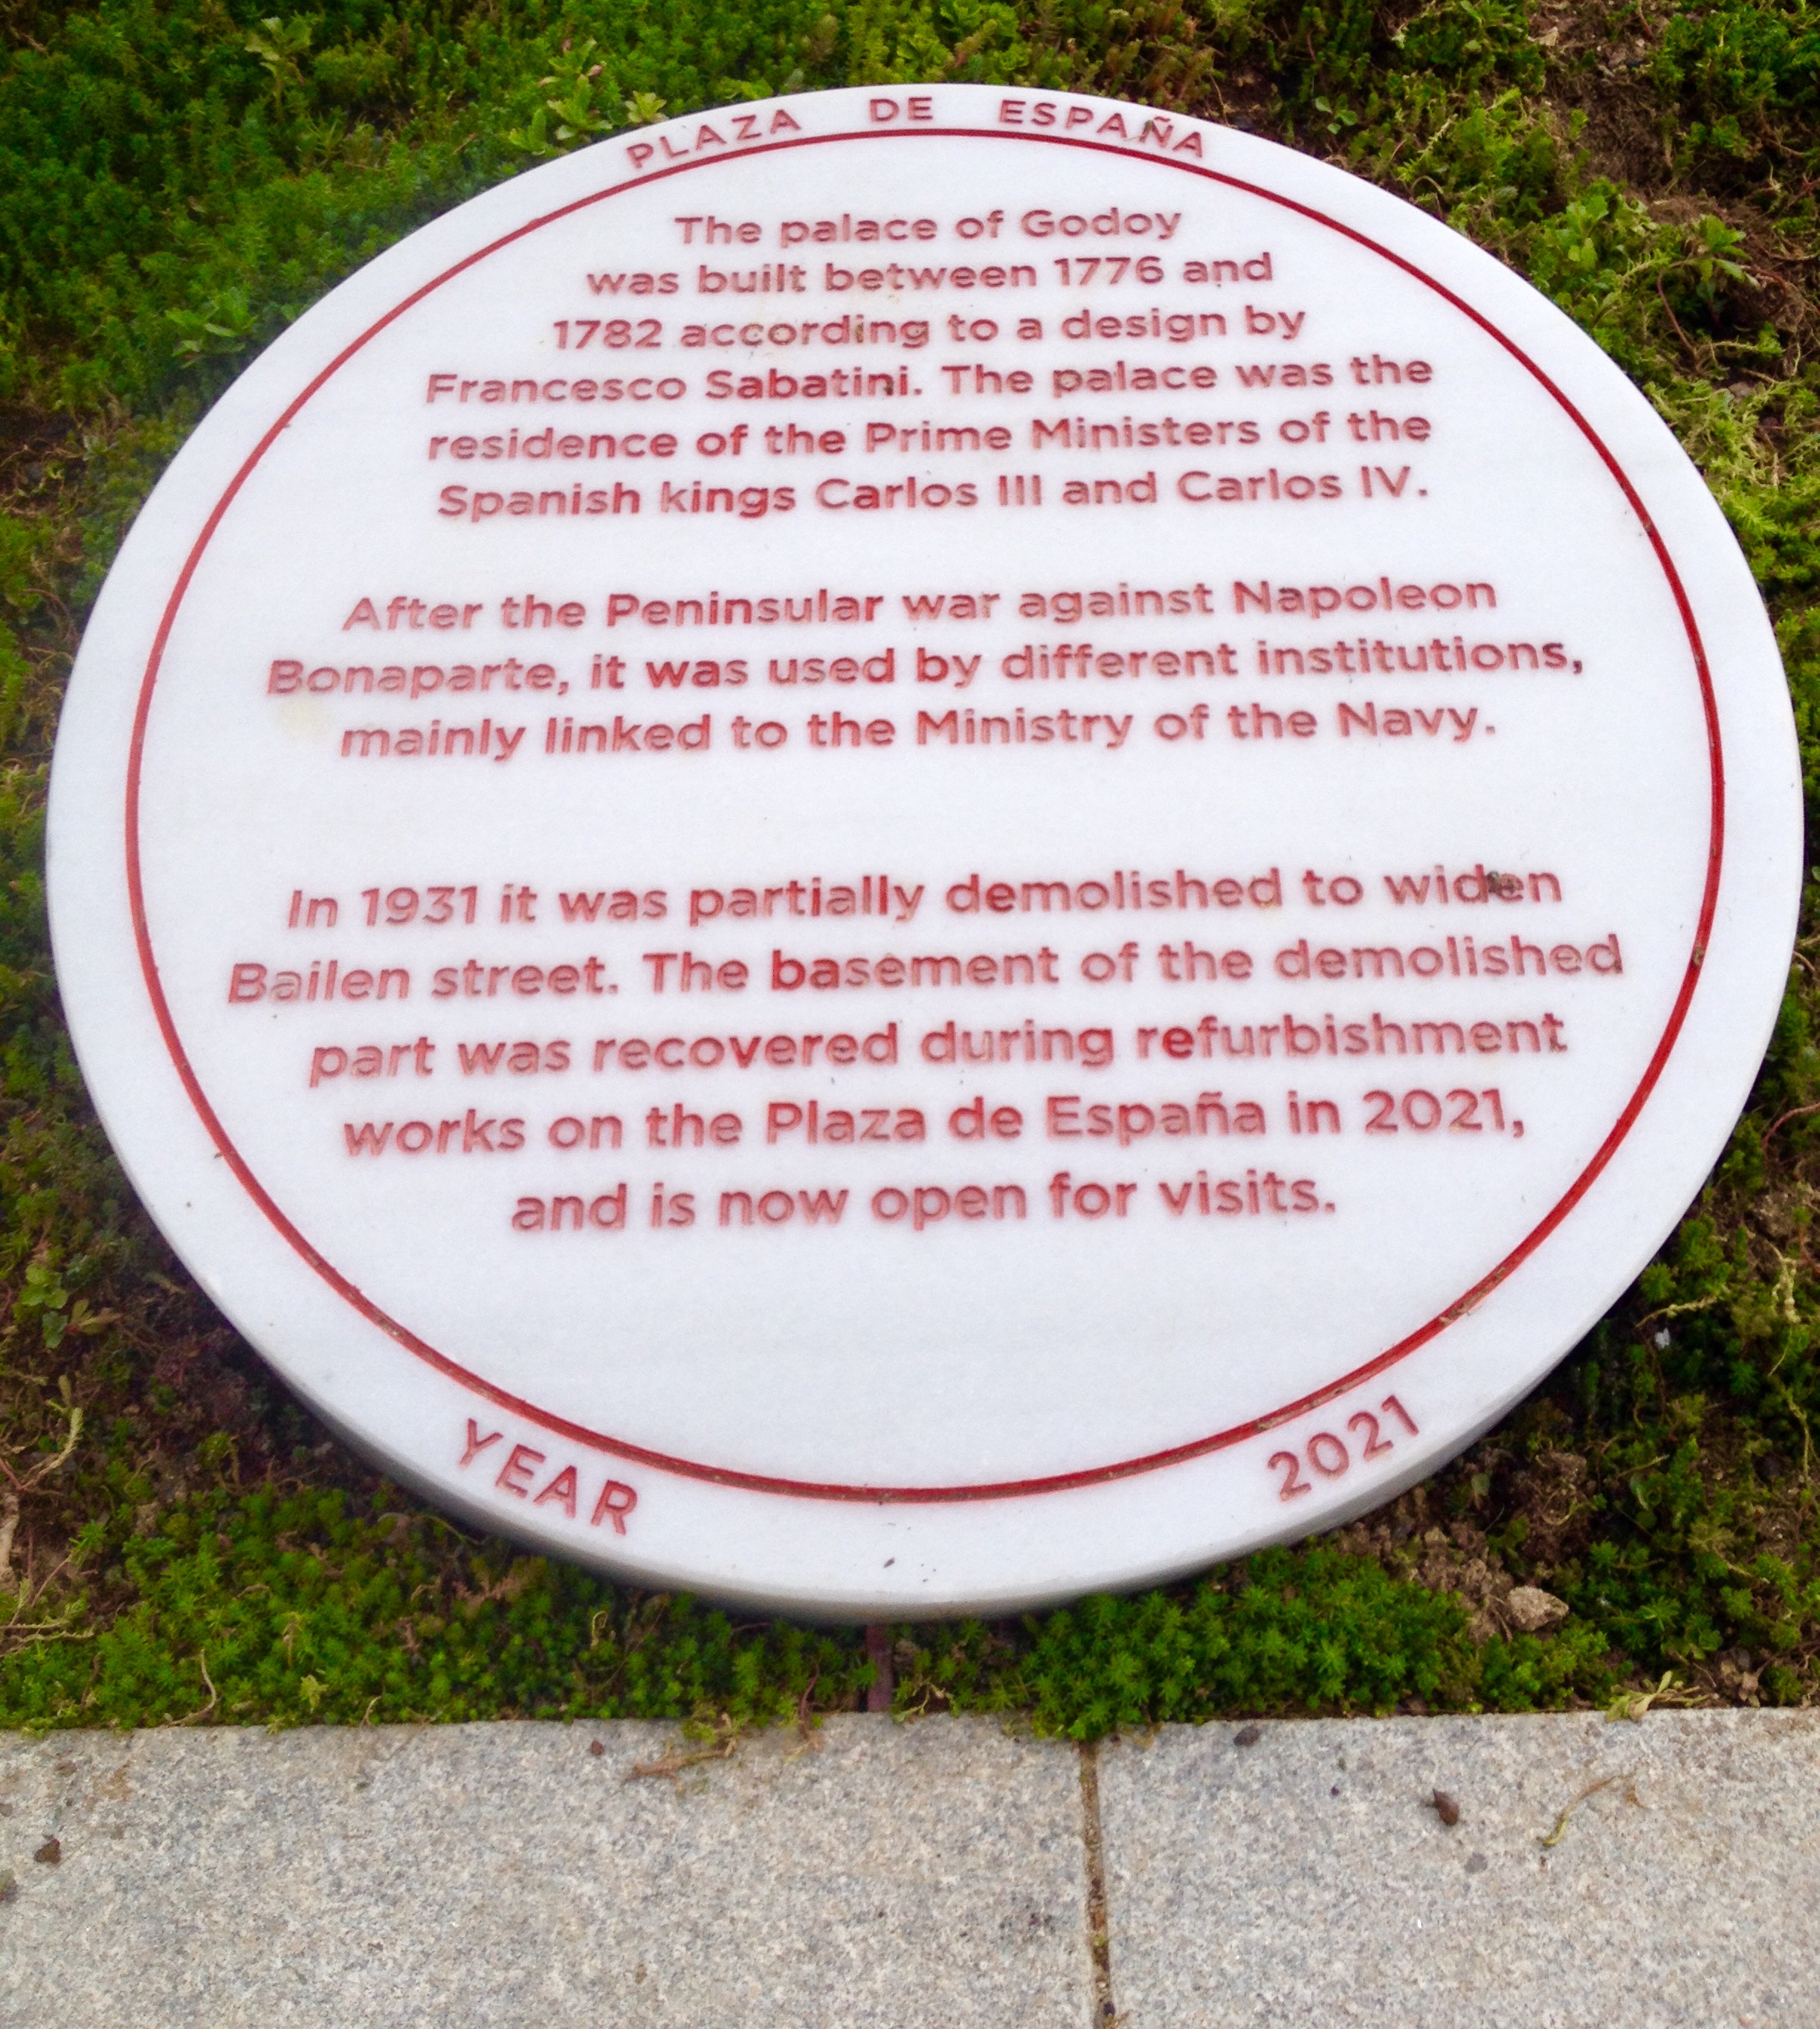 PLAZA DE ESPAÑA
The palace of Godoy
was built between 1776 and
1782 according to a design by
Francesco Sabatini. The palace was the
residence of the Prime Ministers of the
Spanish kings Carlos III and Carlos IV.
After the Peninsular war against Napoleon
Bonaparte, it was used by different institutions,
mainly linked to the Ministry of the Navy.
In 1931 it was partially demolished to widen
Bailen street. The basement of the demolished
part was recovered during refurbishment
works on the Plaza de España in 2021,
and is now open for visits.
YEAR 2021